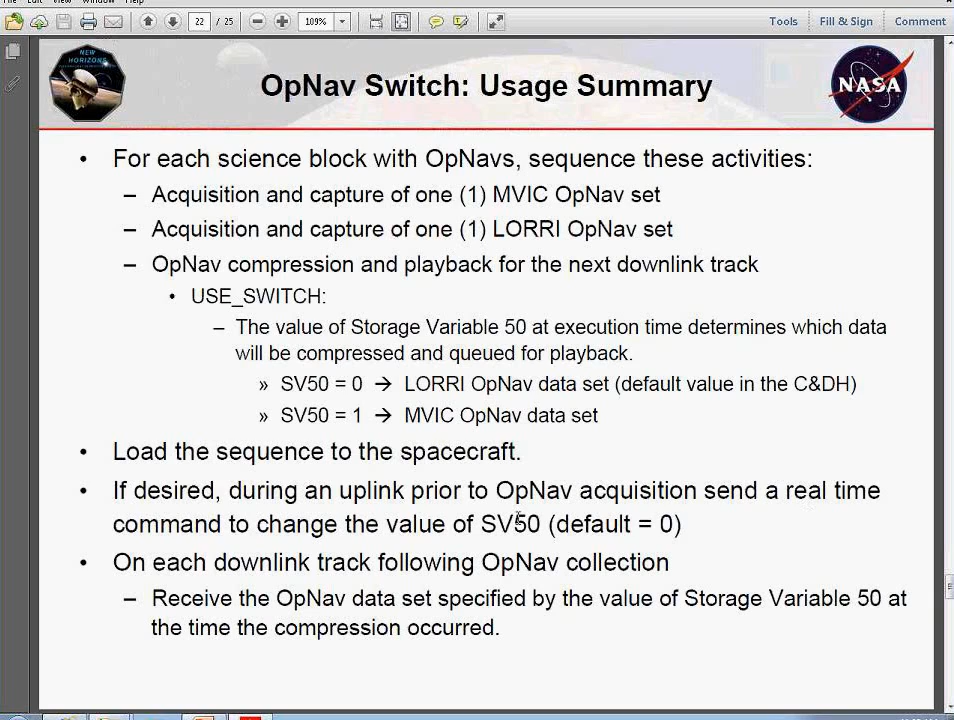 22 / 25 109% Tools Fill & Sign Comment
NEW HORIZONS
OpNav Switch: Usage Summary
NASA
• For each science block with OpNavs, sequence these activities:
– Acquisition and capture of one (1) MVIC OpNav set
– Acquisition and capture of one (1) LORRI OpNav set
– OpNav compression and playback for the next downlink track
• USE_SWITCH:
– The value of Storage Variable 50 at execution time determines which data
will be compressed and queued for playback.
» SV50 = 0 → LORRI OpNav data set (default value in the C&DH)
» SV50 = 1 → MVIC OpNav data set
• Load the sequence to the spacecraft.
• If desired, during an uplink prior to OpNav acquisition send a real time
command to change the value of SV50 (default = 0)
• On each downlink track following OpNav collection
– Receive the OpNav data set specified by the value of Storage Variable 50 at
the time the compression occurred.